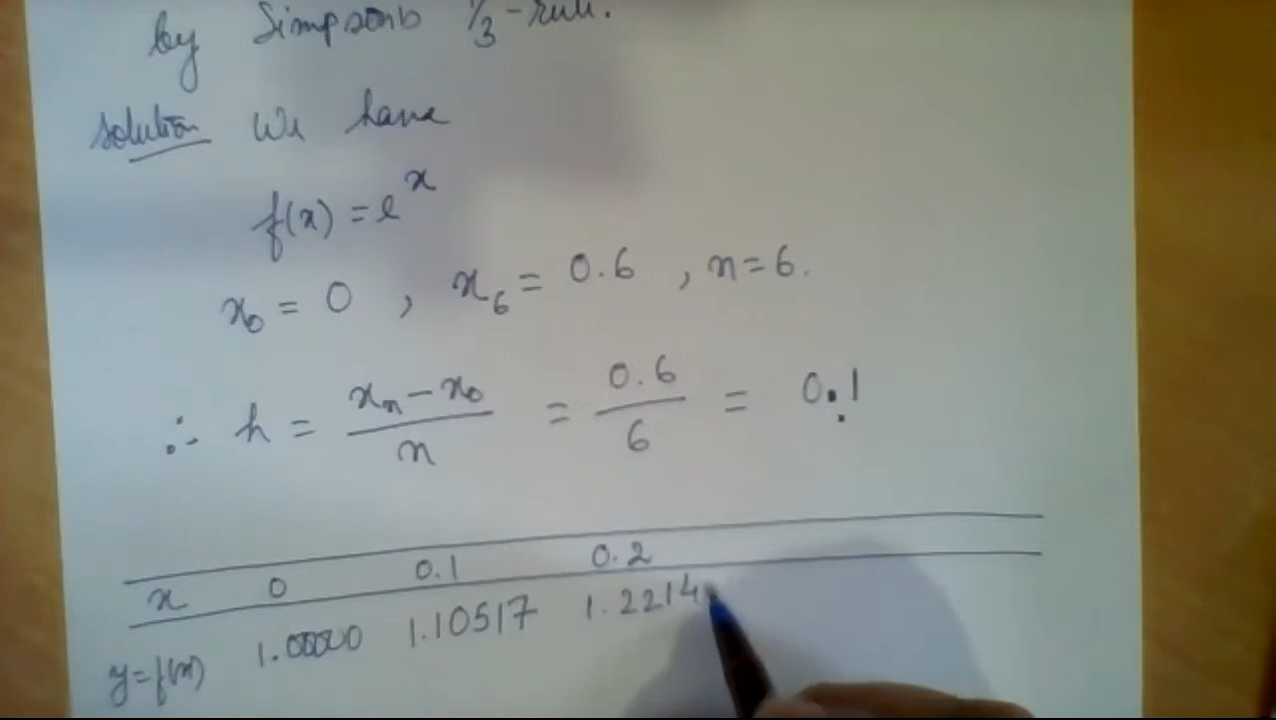 by Simpson's 1/3-rule.
Solution We have
f(x) = e^x
x₀ = 0 , x₆ = 0.6 , n = 6.
∴ h = (xₙ - x₀)/n = 0.6/6 = 0.1
x 0 0.1 0.2
y = f(x) 1.00000 1.10517 1.2214